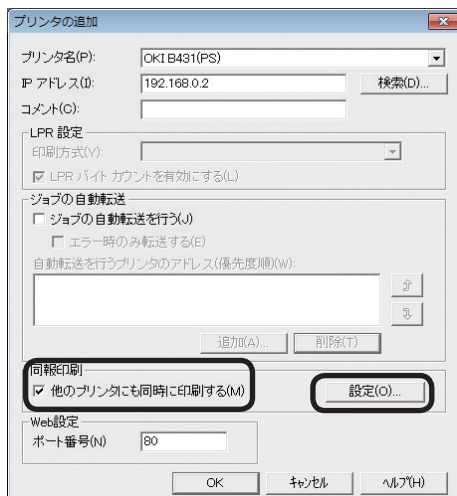 プリンタの追加
プリンタ名(P): OKI B431(PS)
IP アドレス(I): 192.168.0.2 検索(D)...
コメント(C):
LPR 設定
印刷方式(Y):
LPR バイト カウントを有効にする(L)
ジョブの自動転送
ジョブの自動転送を行う(J)
エラー時のみ転送する(E)
自動転送を行うプリンタのアドレス(優先度順)(W):
追加(A)... 削除(T)
同報印刷
他のプリンタにも同時に印刷する(M) 設定(O)...
Web設定
ポート番号(N) 80
OK キャンセル ヘルプ(H)